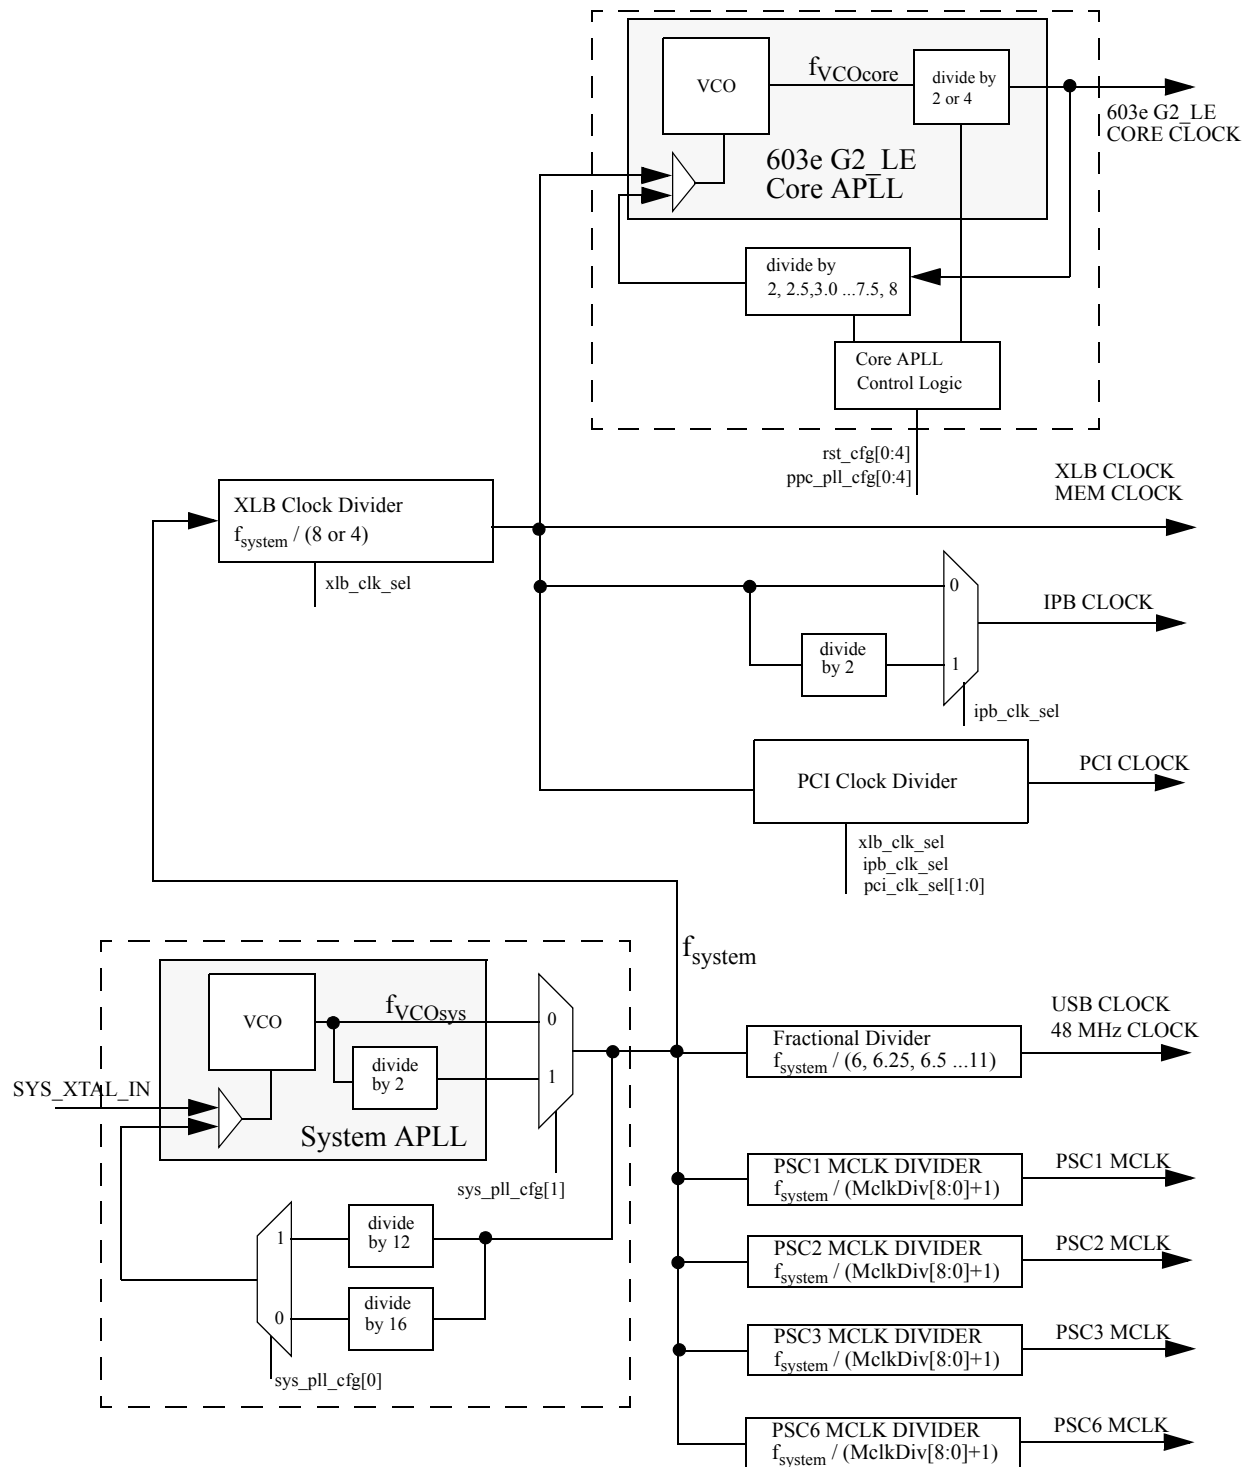 VCO
fVCOcore
divide by
2 or 4
603e G2_LE
CORE CLOCK
603e G2_LE
Core APLL
divide by
2, 2.5,3.0 ...7.5, 8
Core APLL
Control Logic
rst_cfg[0:4]
ppc_pll_cfg[0:4]
XLB CLOCK
MEM CLOCK
XLB Clock Divider
fsystem / (8 or 4)
xlb_clk_sel
0
IPB CLOCK
divide
by 2
1
ipb_clk_sel
PCI CLOCK
PCI Clock Divider
xlb_clk_sel
ipb_clk_sel
pci_clk_sel[1:0]
fsystem
VCO
fVCOsys
0
divide
by 2
1
SYS_XTAL_IN
System APLL
sys_pll_cfg[1]
USB CLOCK
48 MHz CLOCK
Fractional Divider
fsystem / (6, 6.25, 6.5 ...11)
PSC1 MCLK DIVIDER
fsystem / (MclkDiv[8:0]+1)
PSC1 MCLK
1
divide
by 12
0
divide
by 16
sys_pll_cfg[0]
PSC2 MCLK DIVIDER
fsystem / (MclkDiv[8:0]+1)
PSC2 MCLK
PSC3 MCLK DIVIDER
fsystem / (MclkDiv[8:0]+1)
PSC3 MCLK
PSC6 MCLK DIVIDER
fsystem / (MclkDiv[8:0]+1)
PSC6 MCLK